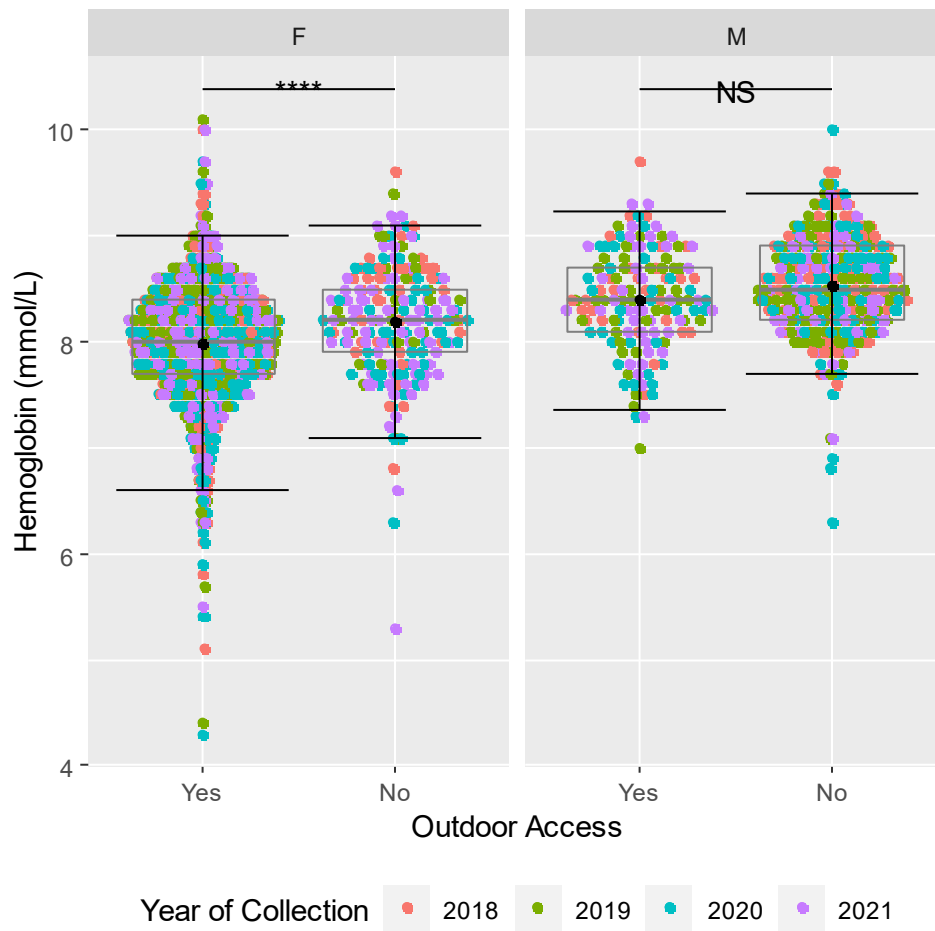 F
M
****
NS
10
8
6
4
Hemoglobin (mmol/L)
Yes
No
Yes
No
Outdoor Access
Year of Collection
2018
2019
2020
2021